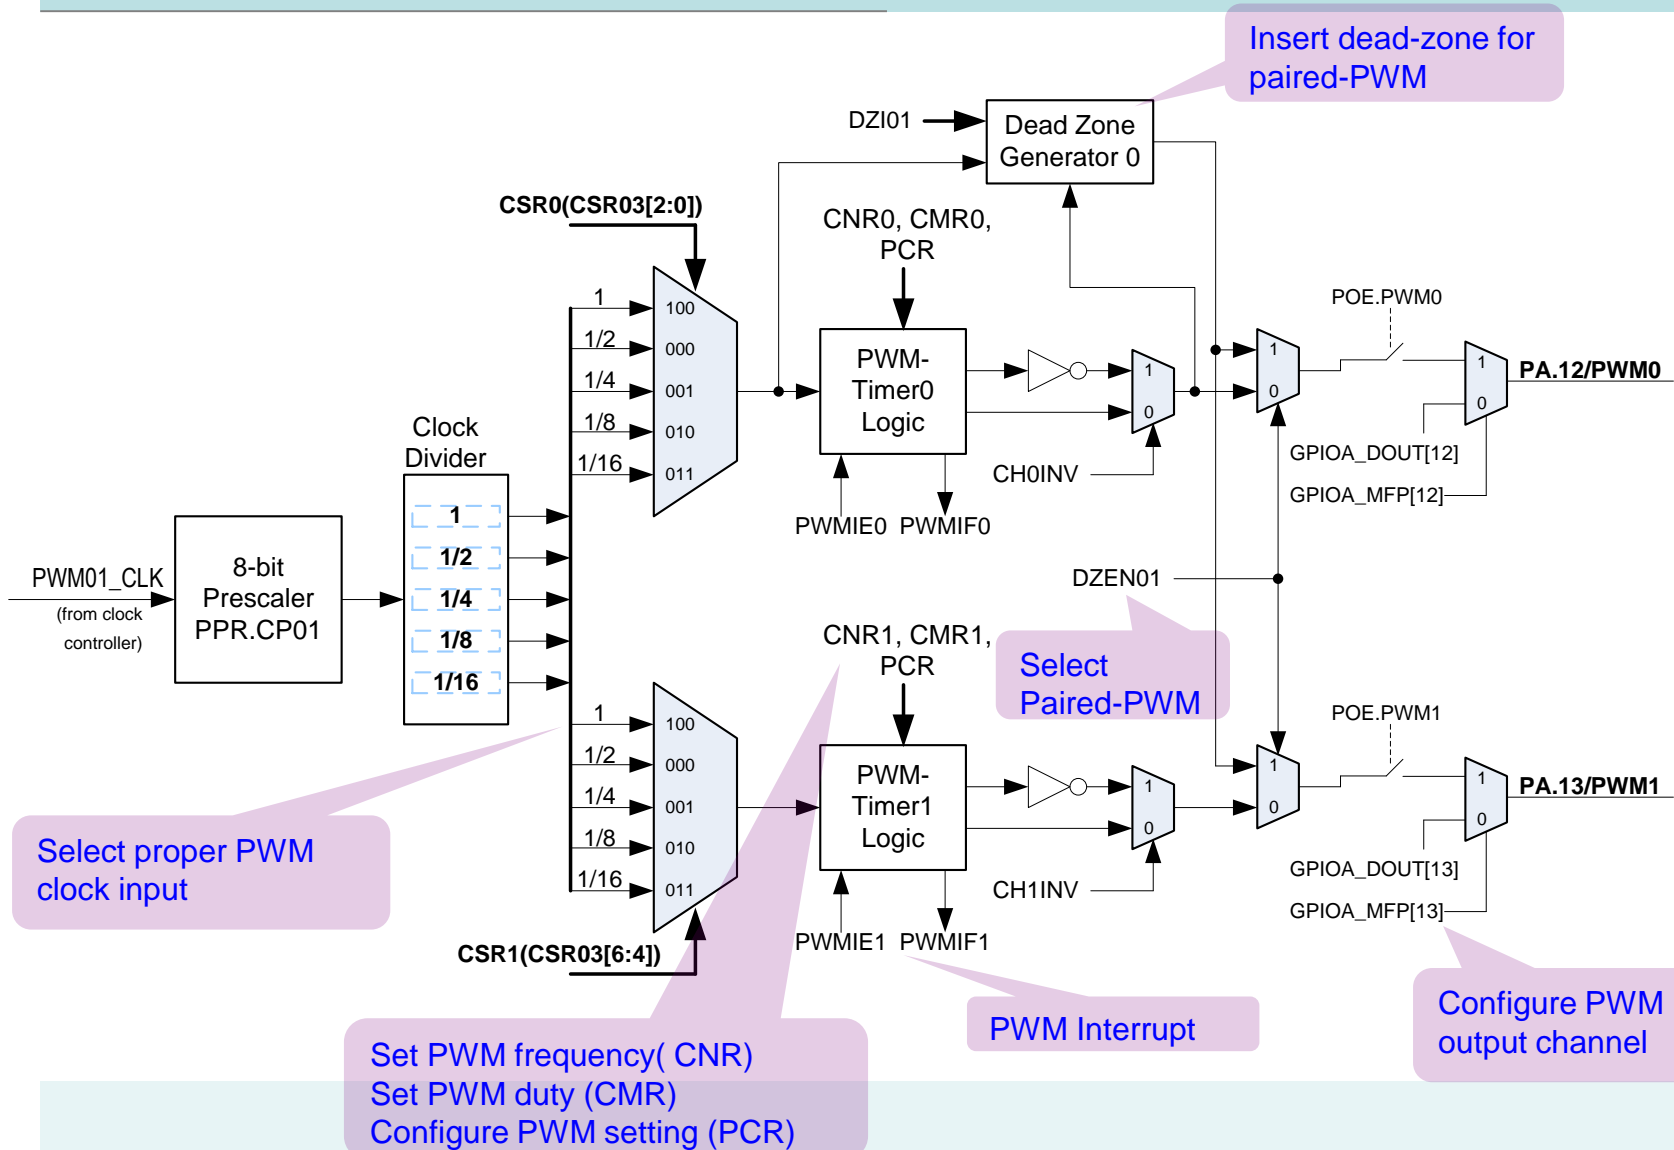 Insert dead-zone for
paired-PWM
DZI01
Dead Zone
Generator 0
CSR0(CSR03[2:0])
CNR0, CMR0,
PCR
1
1/2
1/4
1/8
1/16
100
000
001
010
011
PWM-
Timer0
Logic
1
0
CH0INV
PWMIE0
PWMIF0
1
0
POE.PWM0
1
0
PA.12/PWM0
GPIOA_DOUT[12]
GPIOA_MFP[12]
Clock
Divider
1
1/2
1/4
1/8
1/16
PWM01_CLK
(from clock
controller)
8-bit
Prescaler
PPR.CP01
DZEN01
Select
Paired-PWM
CNR1, CMR1,
PCR
1
1/2
1/4
1/8
1/16
100
000
001
010
011
PWM-
Timer1
Logic
1
0
CH1INV
PWMIE1
PWMIF1
1
0
POE.PWM1
1
0
PA.13/PWM1
GPIOA_DOUT[13]
GPIOA_MFP[13]
CSR1(CSR03[6:4])
Select proper PWM
clock input
PWM Interrupt
Configure PWM
output channel
Set PWM frequency( CNR)
Set PWM duty (CMR)
Configure PWM setting (PCR)